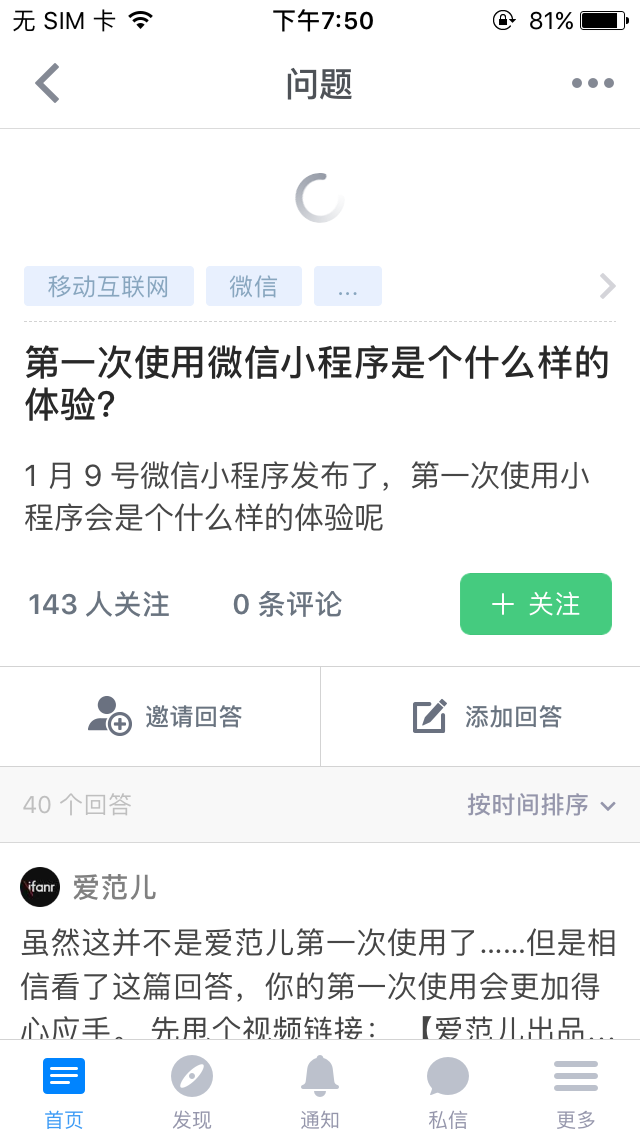 无 SIM 卡 下午7:50 81%
问题
移动互联网 微信 ...
第一次使用微信小程序是个什么样的
体验?
1 月 9 号微信小程序发布了，第一次使用小
程序会是个什么样的体验呢
143 人关注 0 条评论 + 关注
邀请回答 添加回答
40 个回答 按时间排序
ifanr 爱范儿
虽然这并不是爱范儿第一次使用了......但是相
信看了这篇回答，你的第一次使用会更加得
心应手。 先甩个视频链接： 【爱范儿出品...
首页 发现 通知 私信 更多